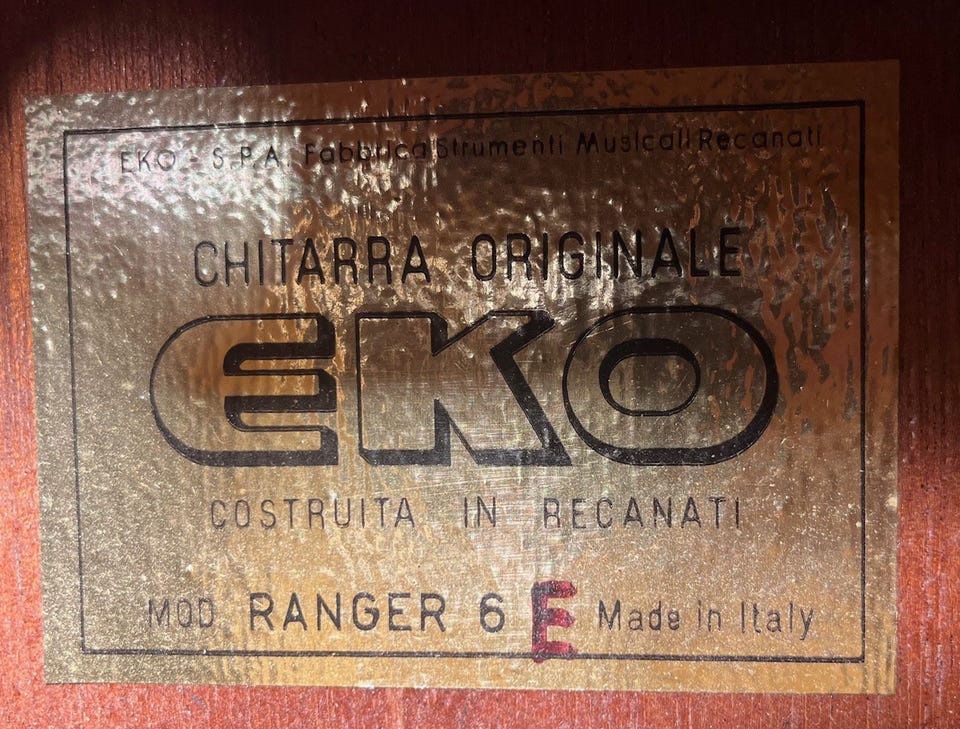 EKO - S.P.A. Fabbrica Strumenti Musicali Recanati
CHITARRA ORIGINALE
EKO
COSTRUITA IN RECANATI
MOD RANGER 6 E Made in Italy